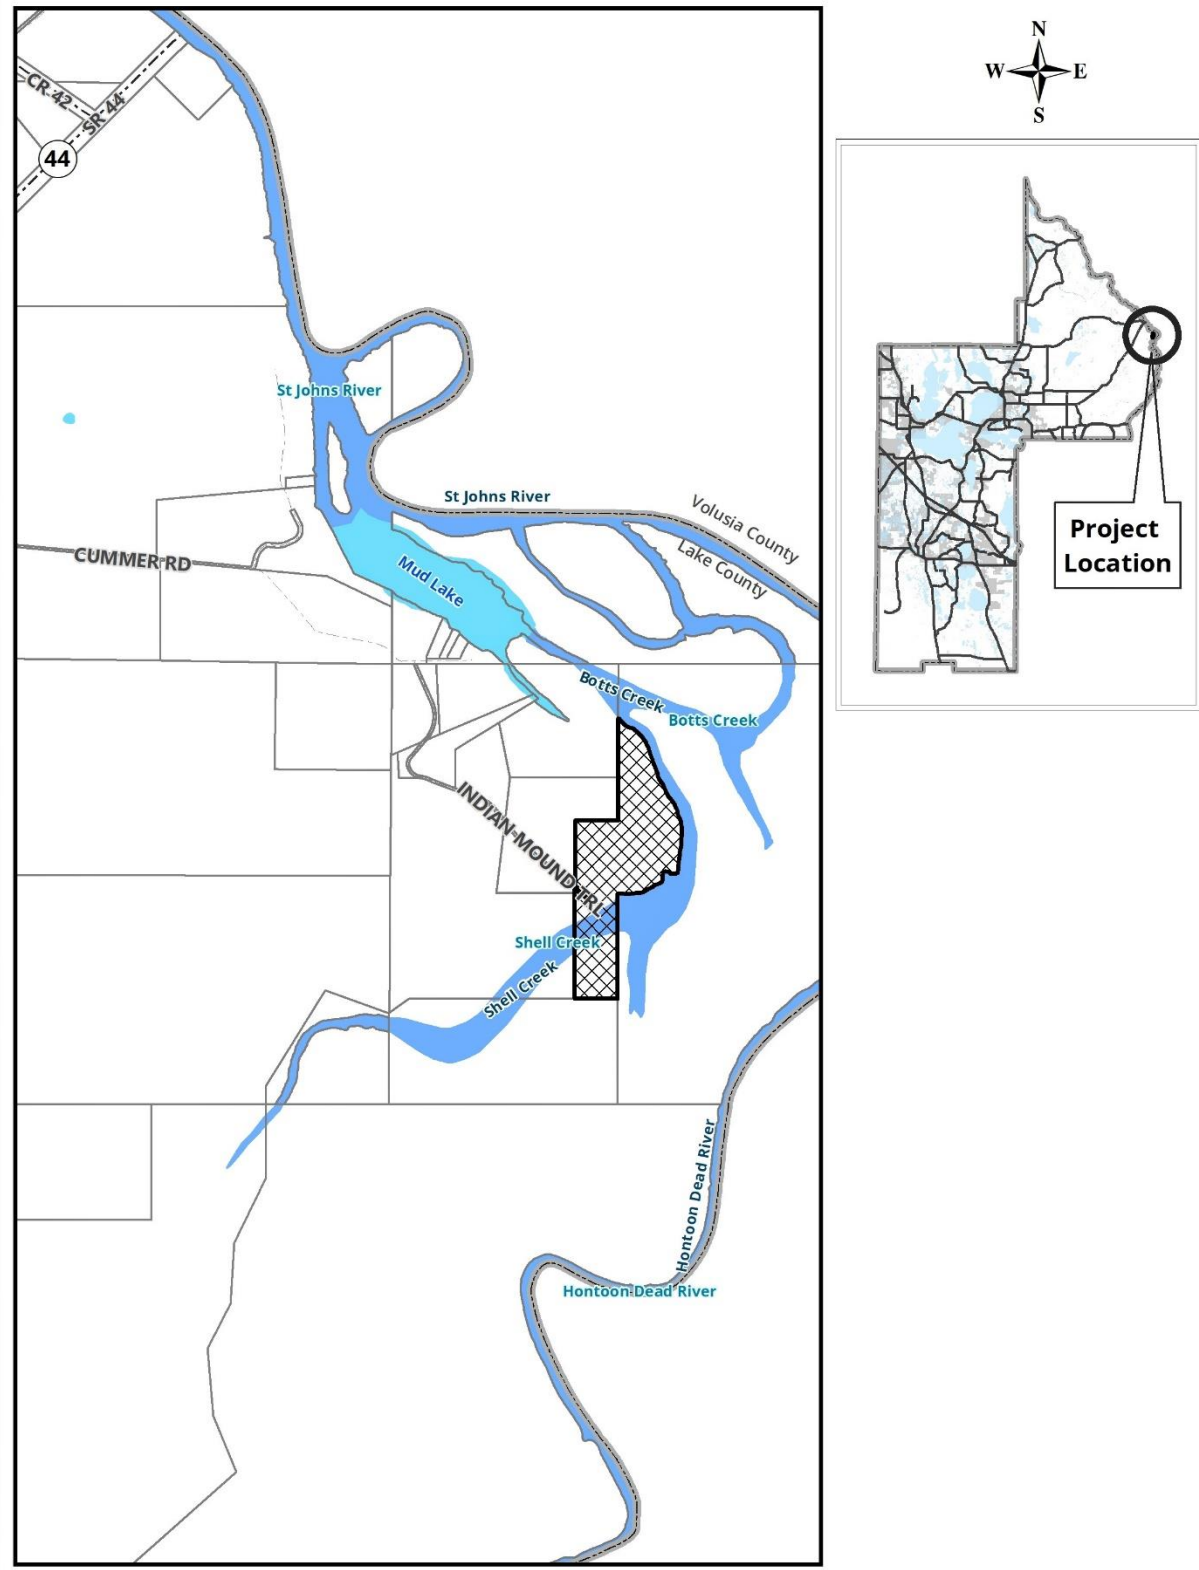 N
W E
S
CR 42
SR 44
44
St Johns River
St Johns River
Volusia County
Lake County
CUMMER RD
Mud Lake
Botts Creek
Botts Creek
INDIAN MOUND TRL
Shell Creek
Shell Creek
Hontoon Dead River
Hontoon Dead River
Project
Location